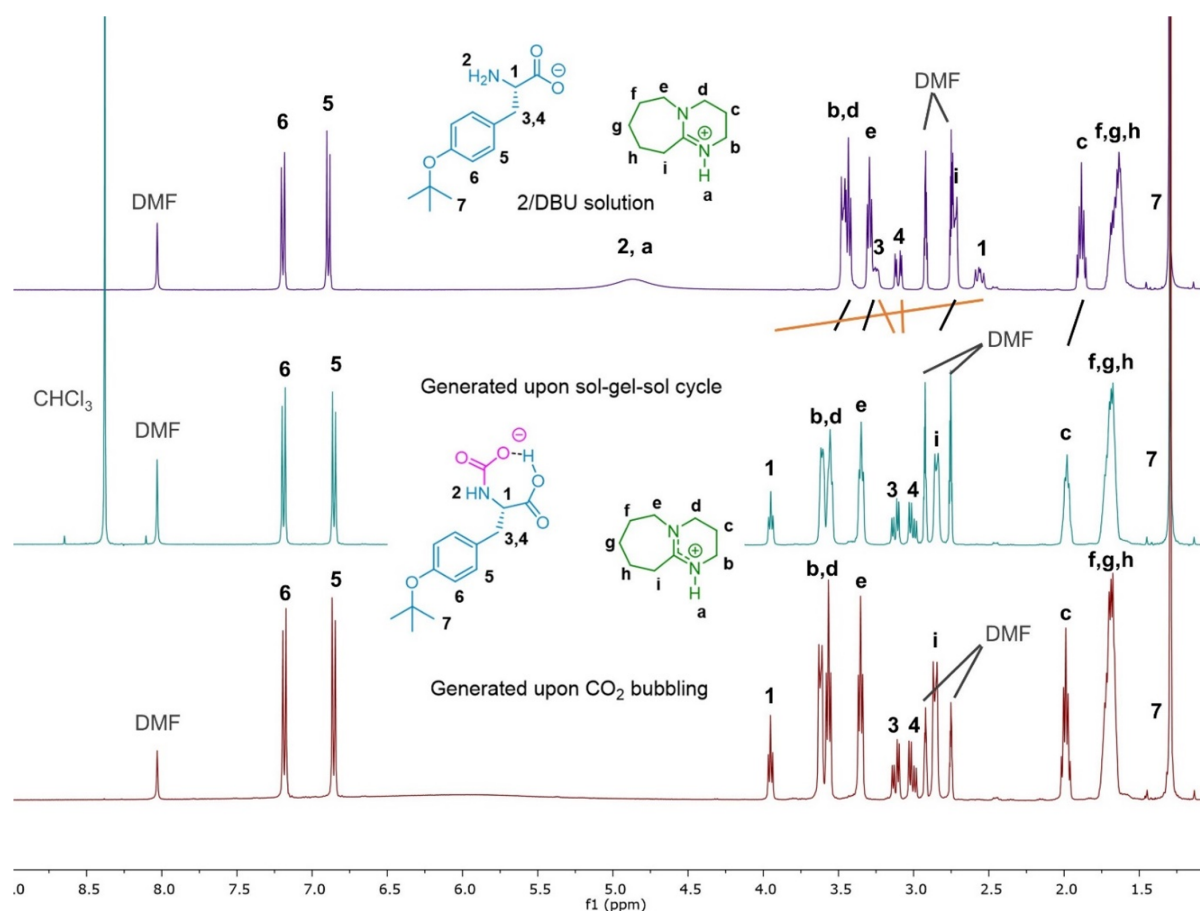 2
1
O
H₂N
O
⊖
3,4
5
O
6
7
DMF
6
5
2/DBU solution
2, a
e
d
f
N
c
g
⊕
N
b
h
i
H
a
b,d
e
3
4
DMF
i
1
c
f,g,h
7
CHCl₃
DMF
6
5
Generated upon sol-gel-sol cycle
⊖
O
O
H
2
HN
1
O
O
3,4
5
O
6
7
e
d
f
N
c
g
⊕
N
b
h
i
H
a
1
b,d
e
3
4
i
DMF
c
f,g,h
7
DMF
6
5
Generated upon CO₂ bubbling
1
b,d
e
3
4
i
DMF
c
f,g,h
7
.0 8.5 8.0 7.5 7.0 6.5 6.0 5.5 5.0 4.5 4.0 3.5 3.0 2.5 2.0 1.5
f1 (ppm)